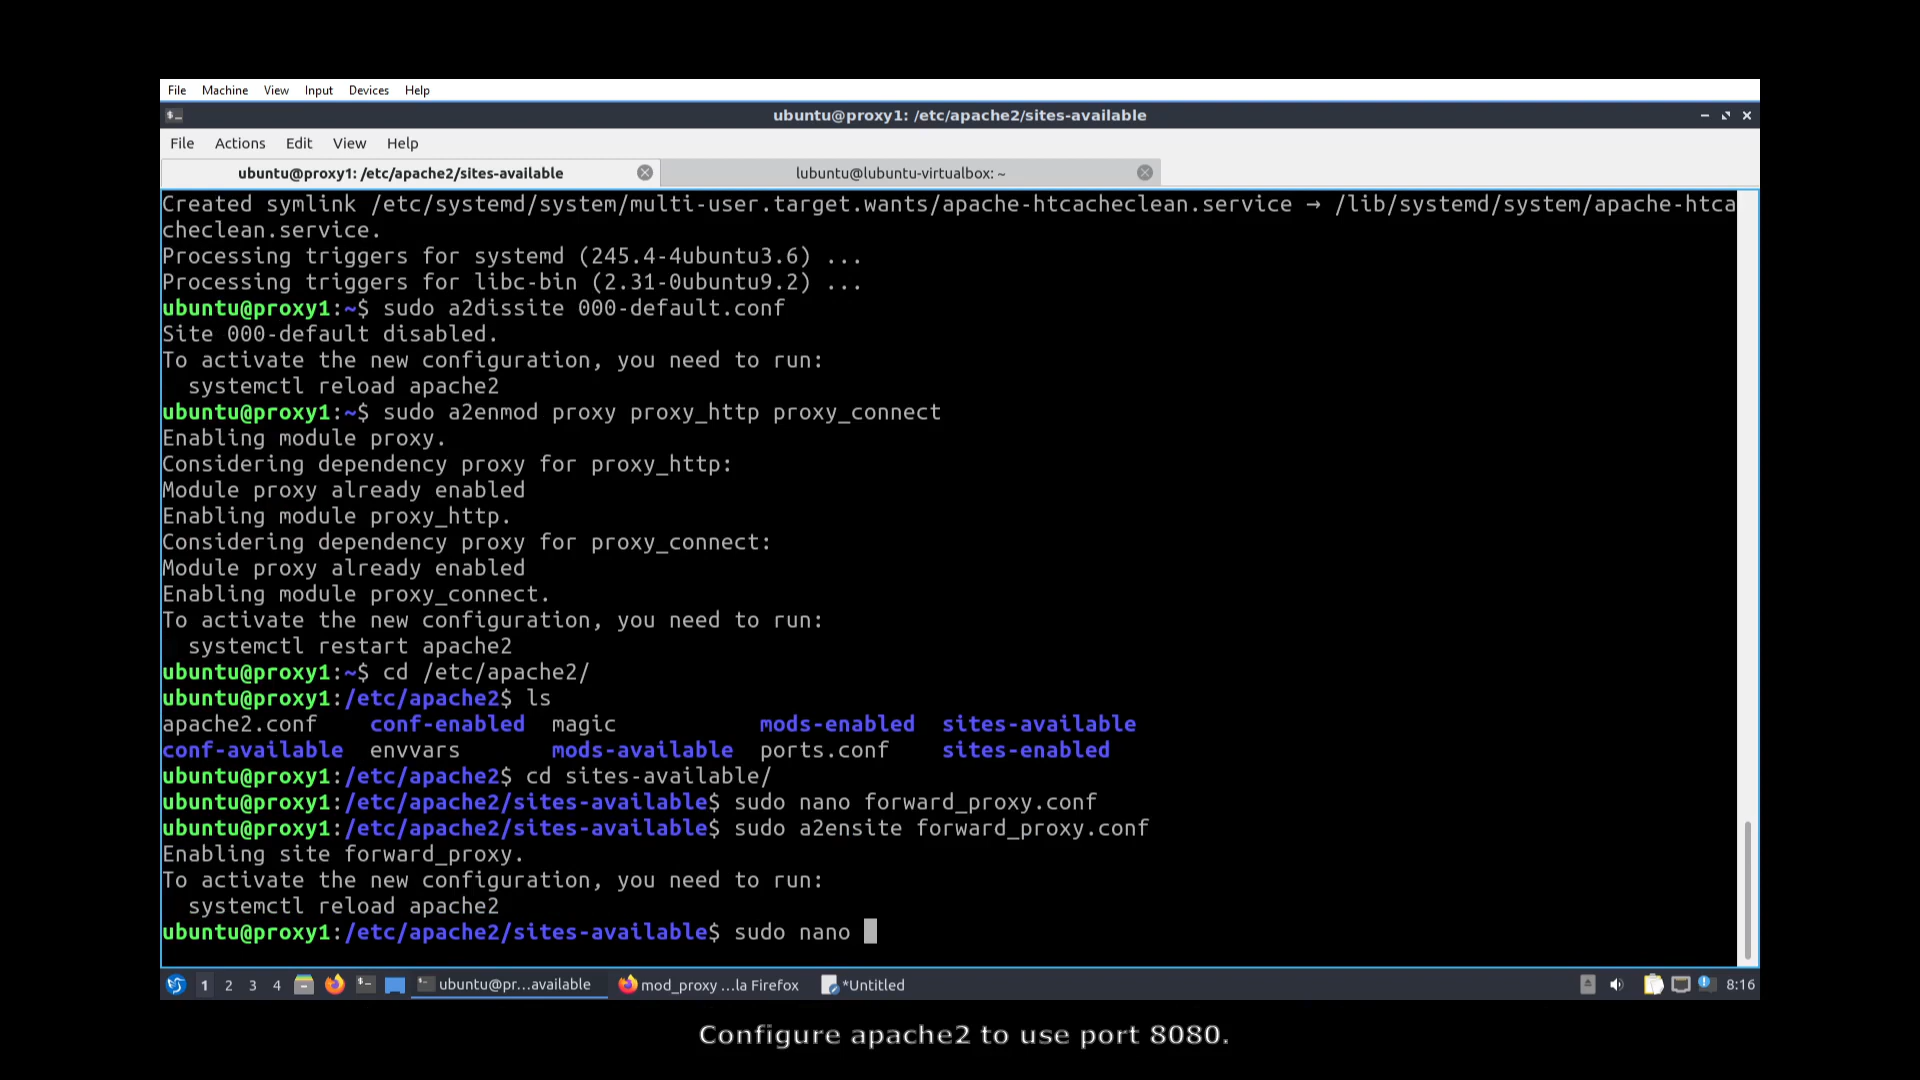 File Machine View Input Devices Help
ubuntu@proxy1: /etc/apache2/sites-available
File Actions Edit View Help
ubuntu@proxy1: /etc/apache2/sites-available lubuntu@lubuntu-virtualbox: ~
Created symlink /etc/systemd/system/multi-user.target.wants/apache-htcacheclean.service → /lib/systemd/system/apache-htca
checlean.service.
Processing triggers for systemd (245.4-4ubuntu3.6) ...
Processing triggers for libc-bin (2.31-0ubuntu9.2) ...
ubuntu@proxy1:~$ sudo a2dissite 000-default.conf
Site 000-default disabled.
To activate the new configuration, you need to run:
  systemctl reload apache2
ubuntu@proxy1:~$ sudo a2enmod proxy proxy_http proxy_connect
Enabling module proxy.
Considering dependency proxy for proxy_http:
Module proxy already enabled
Enabling module proxy_http.
Considering dependency proxy for proxy_connect:
Module proxy already enabled
Enabling module proxy_connect.
To activate the new configuration, you need to run:
  systemctl restart apache2
ubuntu@proxy1:~$ cd /etc/apache2/
ubuntu@proxy1:/etc/apache2$ ls
apache2.conf conf-enabled magic mods-enabled sites-available
conf-available envvars mods-available ports.conf sites-enabled
ubuntu@proxy1:/etc/apache2$ cd sites-available/
ubuntu@proxy1:/etc/apache2/sites-available$ sudo nano forward_proxy.conf
ubuntu@proxy1:/etc/apache2/sites-available$ sudo a2ensite forward_proxy.conf
Enabling site forward_proxy.
To activate the new configuration, you need to run:
  systemctl reload apache2
ubuntu@proxy1:/etc/apache2/sites-available$ sudo nano
1 2 3 4 ubuntu@pr...available mod_proxy ...la Firefox *Untitled 8:16
Configure apache2 to use port 8080.